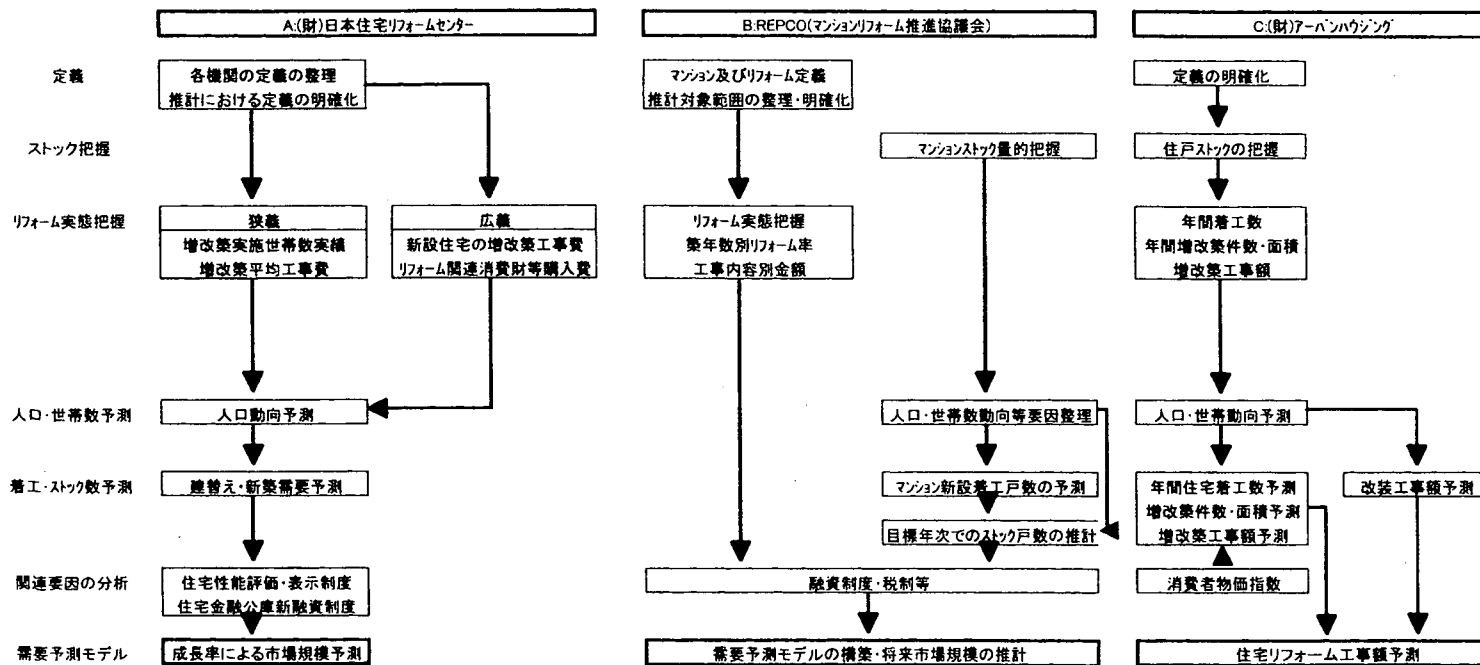 A:(財)日本住宅リフォームセンター
B:REPCO(マンションリフォーム推進協議会)
C:(財)アーバンハウジング
定義
各機関の定義の整理
推計における定義の明確化
マンション及びリフォーム定義
推計対象範囲の整理・明確化
定義の明確化
ストック把握
マンションストック量的把握
住戸ストックの把握
リフォーム実態把握
狭義
増改築実施世帯数実績
増改築平均工事費
広義
新設住宅の増改築工事費
リフォーム関連消費財等購入費
リフォーム実態把握
築年数別リフォーム率
工事内容別金額
年間着工数
年間増改築件数・面積
増改築工事額
人口・世帯数予測
人口動向予測
人口・世帯数動向等要因整理
人口・世帯動向予測
着工・ストック数予測
建替え・新築需要予測
マンション新設着工戸数の予測
目標年次でのストック戸数の推計
年間住宅着工数予測
増改築件数・面積予測
増改築工事額予測
改装工事額予測
関連要因の分析
住宅性能評価・表示制度
住宅金融公庫新融資制度
融資制度・税制等
消費者物価指数
需要予測モデル
成長率による市場規模予測
需要予測モデルの構築・将来市場規模の推計
住宅リフォーム工事額予測